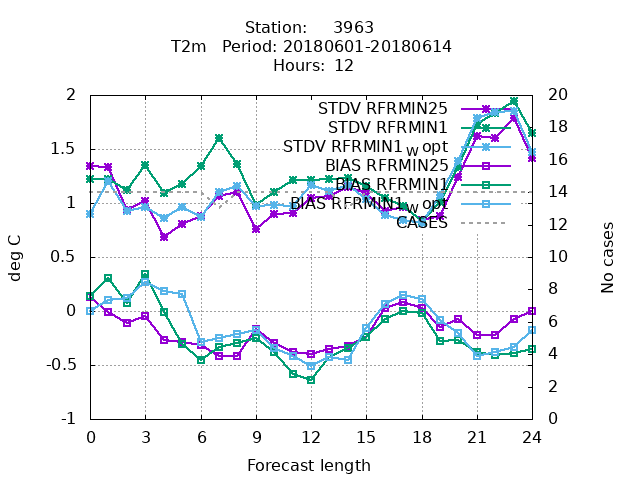 Station: 3963
T2m Period: 20180601-20180614
Hours: 12
STDV RFRMIN25
STDV RFRMIN1
STDV RFRMIN1_W opt
BIAS RFRMIN25
BIAS RFRMIN1
BIAS RFRMIN1_W opt
CASES
2
1.5
1
0.5
0
-0.5
-1
deg C
20
18
16
14
12
10
8
6
4
2
0
No cases
0 3 6 9 12 15 18 21 24
Forecast length